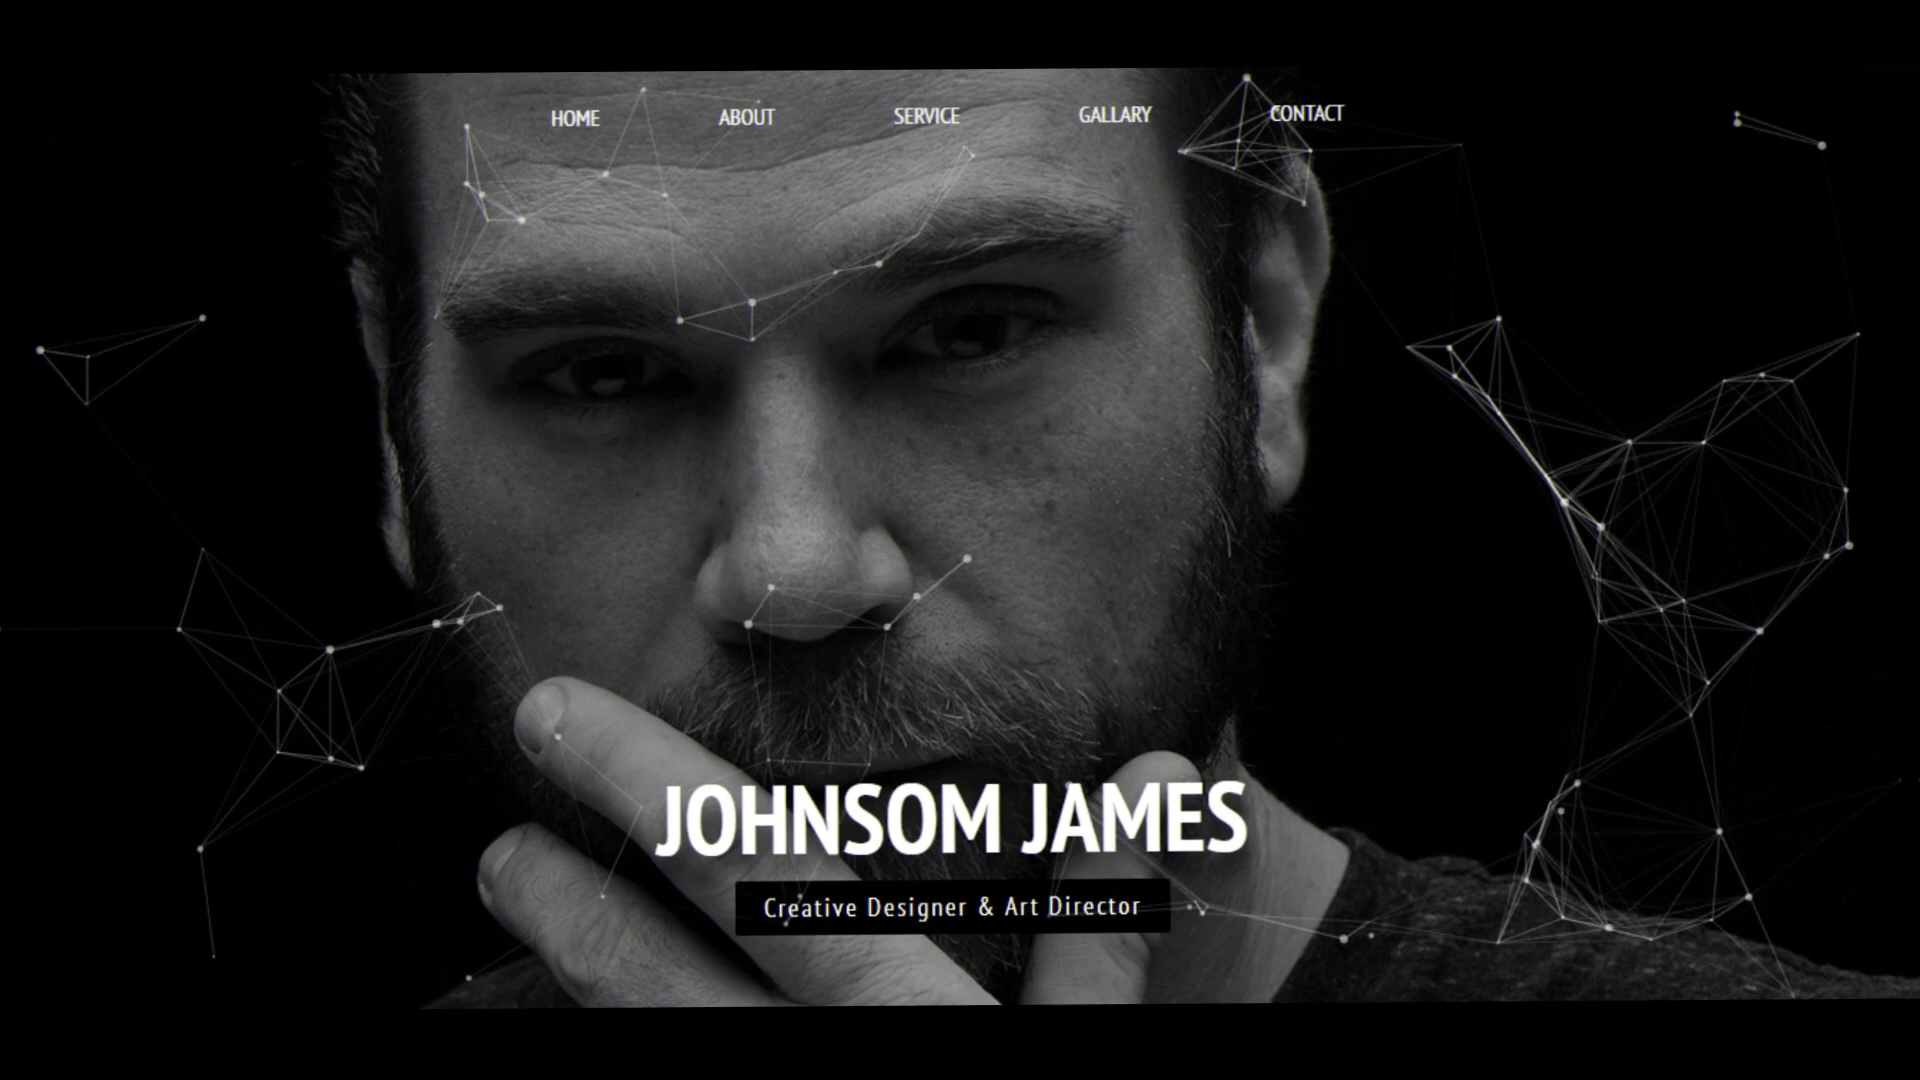 HOME ABOUT SERVICE GALLARY CONTACT
JOHNSOM JAMES
Creative Designer & Art Director